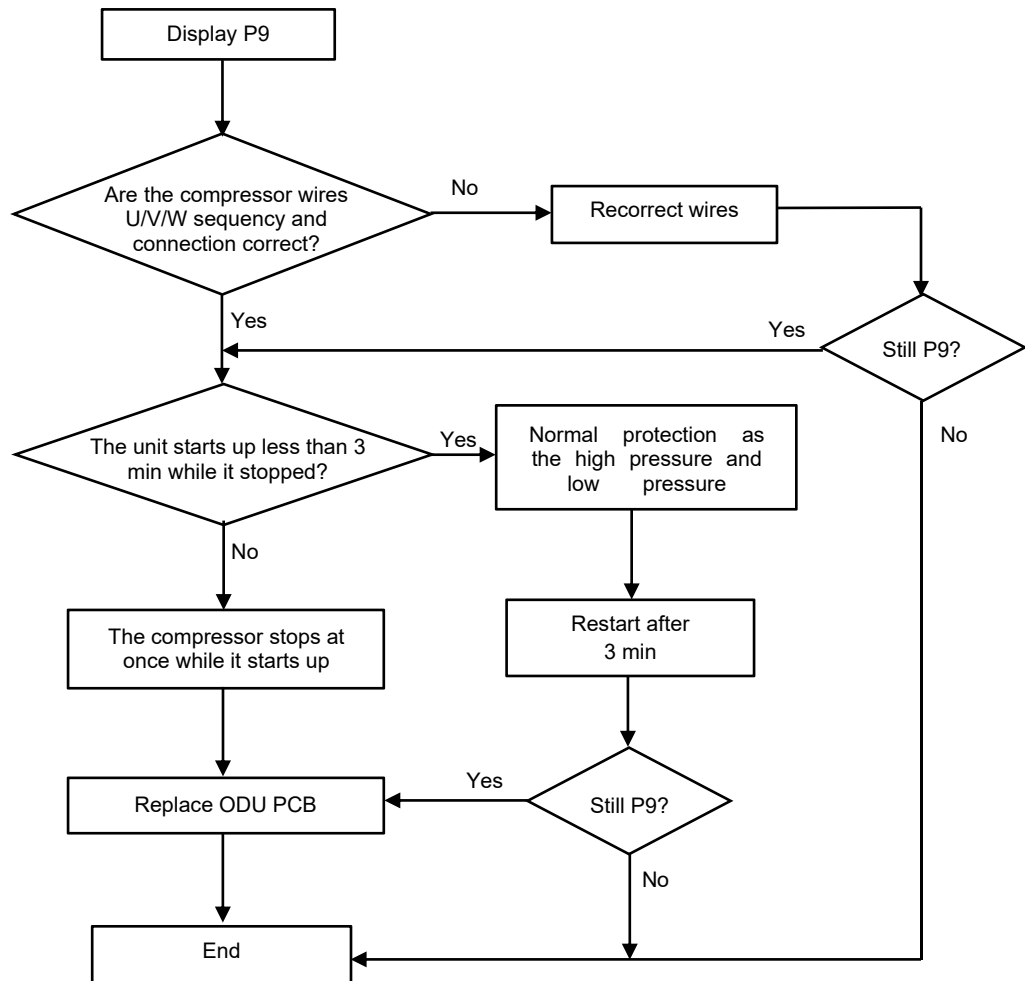 Display P9
Are the compressor wires
U/V/W sequency and
connection correct?
No
Recorrect wires
Yes
Yes
Still P9?
The unit starts up less than 3
min while it stopped?
Yes
Normal protection as
the high pressure and
low pressure
No
No
The compressor stops at
once while it starts up
Restart after
3 min
Replace ODU PCB
Yes
Still P9?
No
End